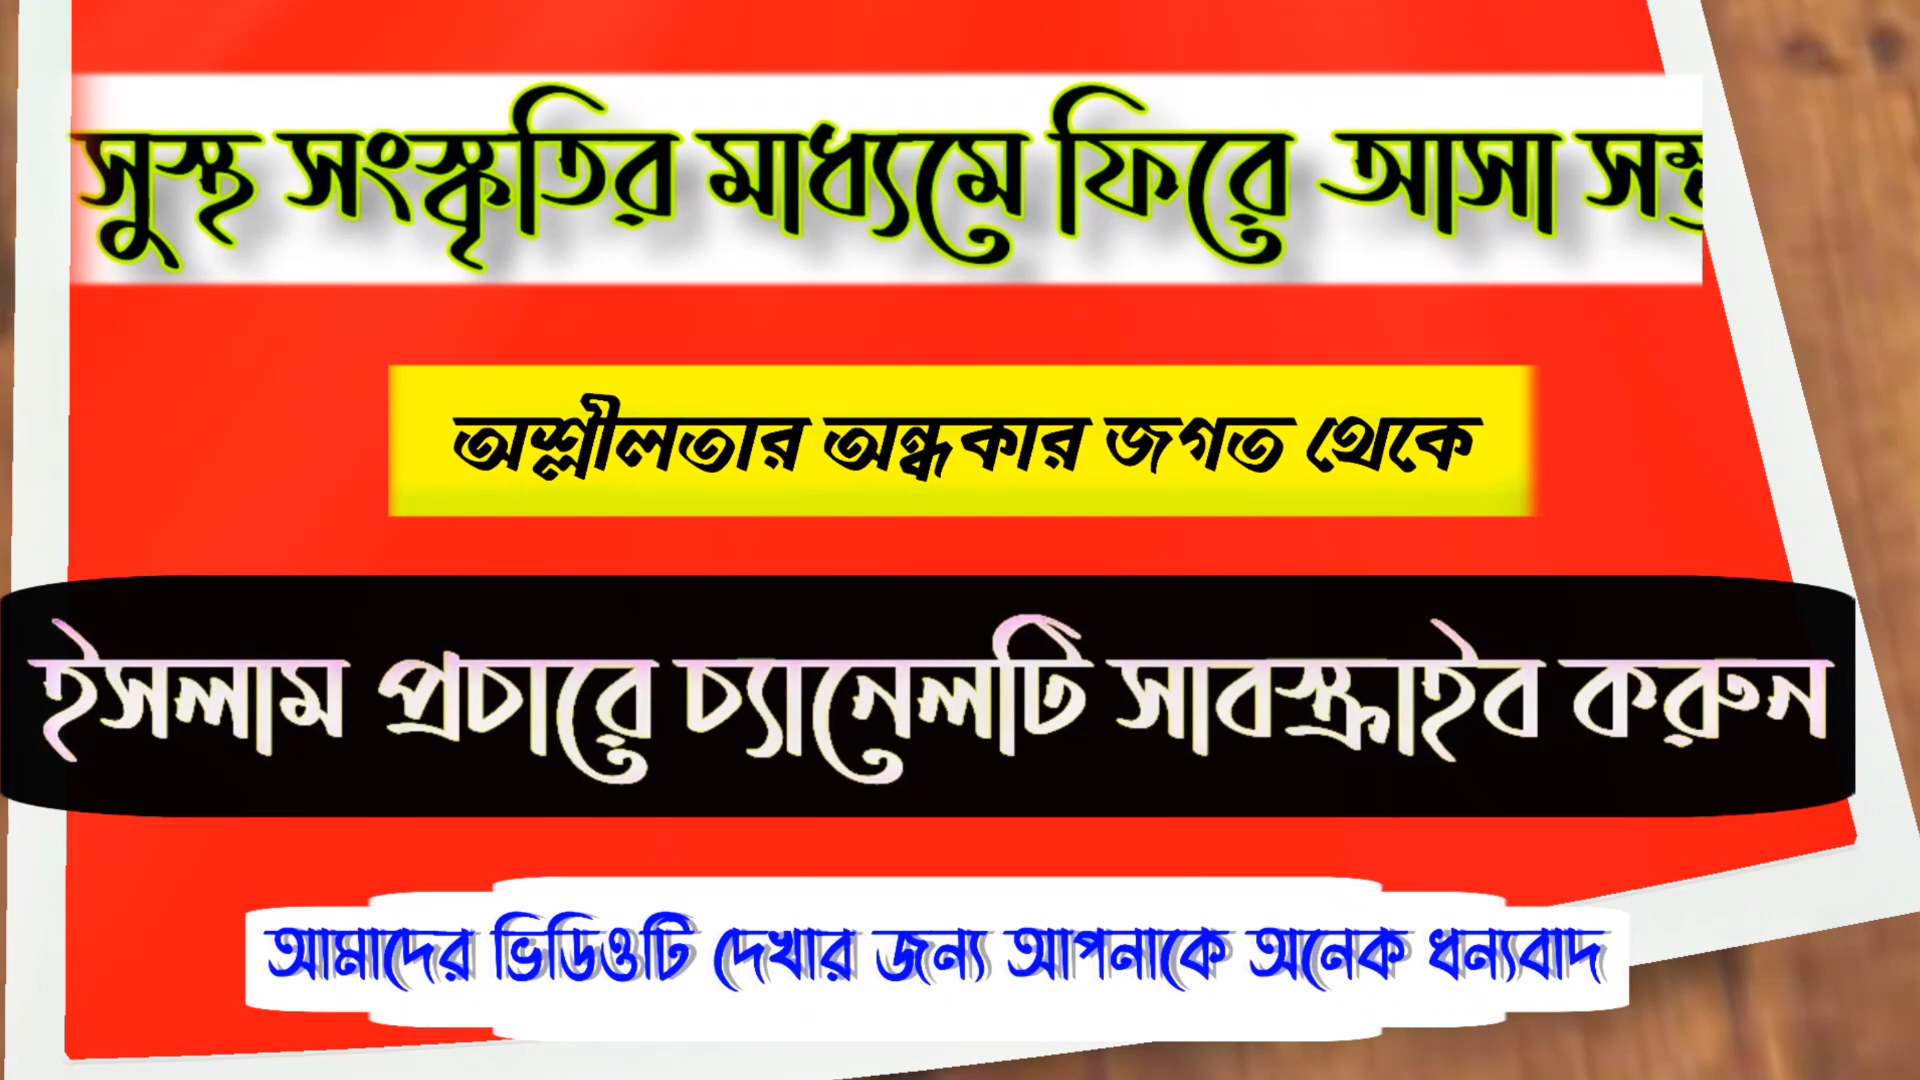 সুস্থ সংস্কৃতির মাধ্যমে ফিরে আসা
অশ্লীলতার অন্ধকার জগত থেকে
ইসলাম প্রচারে চ্যানেলটি সাবস্ক্রাইব করুন
আমাদের ভিডিওটি দেখার জন্য আপনাকে অনেক ধন্যবাদ